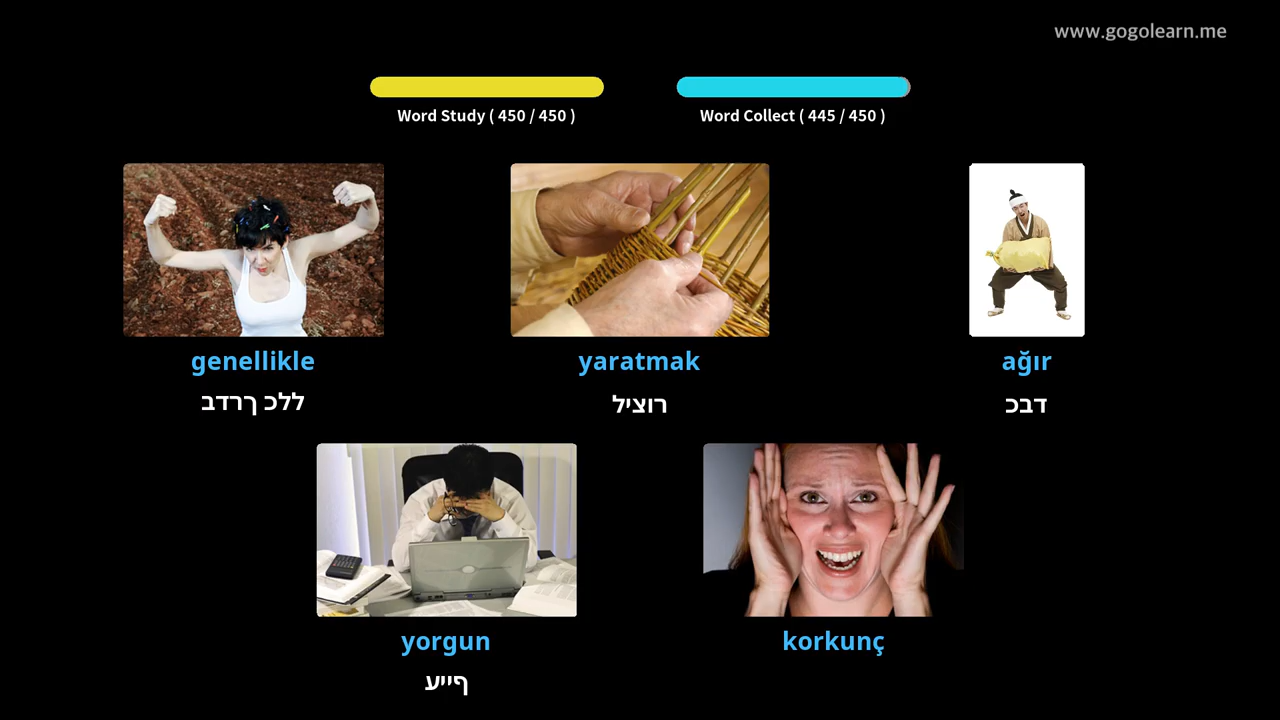 www.gogolearn.me
Word Study ( 450 / 450 )
Word Collect ( 445 / 450 )
genellikle
ללכ ךרדב
yaratmak
רוציל
ağır
דבכ
yorgun
ףייע
korkunç